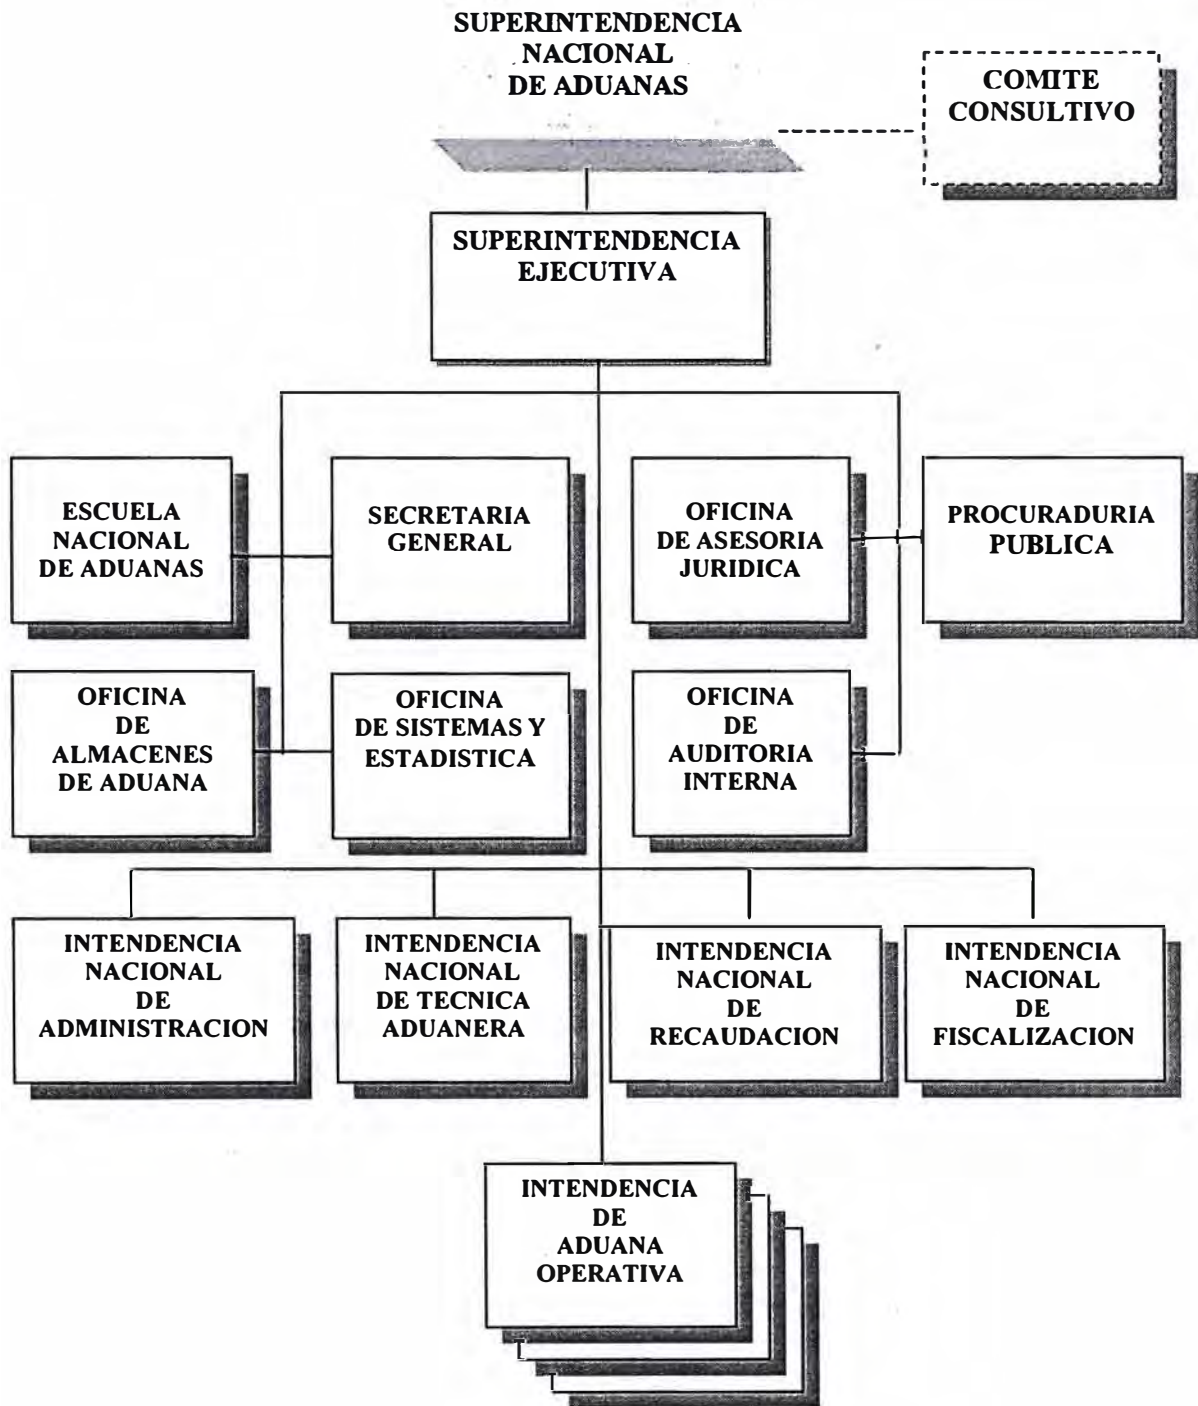 SUPERINTENDENCIA
NACIONAL
DE ADUANAS
COMITE
CONSULTIVO
SUPERINTENDENCIA
EJECUTIVA
ESCUELA
NACIONAL
DE ADUANAS
SECRETARIA
GENERAL
OFICINA
DE ASESORIA
JURIDICA
PROCURADURIA
PUBLICA
OFICINA
DE
ALMACENES
DE ADUANA
OFICINA
DE SISTEMAS Y
ESTADISTICA
OFICINA
DE
AUDITORIA
INTERNA
INTENDENCIA
NACIONAL
DE
ADMINISTRACION
INTENDENCIA
NACIONAL
DE TECNICA
ADUANERA
INTENDENCIA
NACIONAL
DE
RECAUDACION
INTENDENCIA
NACIONAL
DE
FISCALIZACION
INTENDENCIA
DE
ADUANA
OPERATIVA